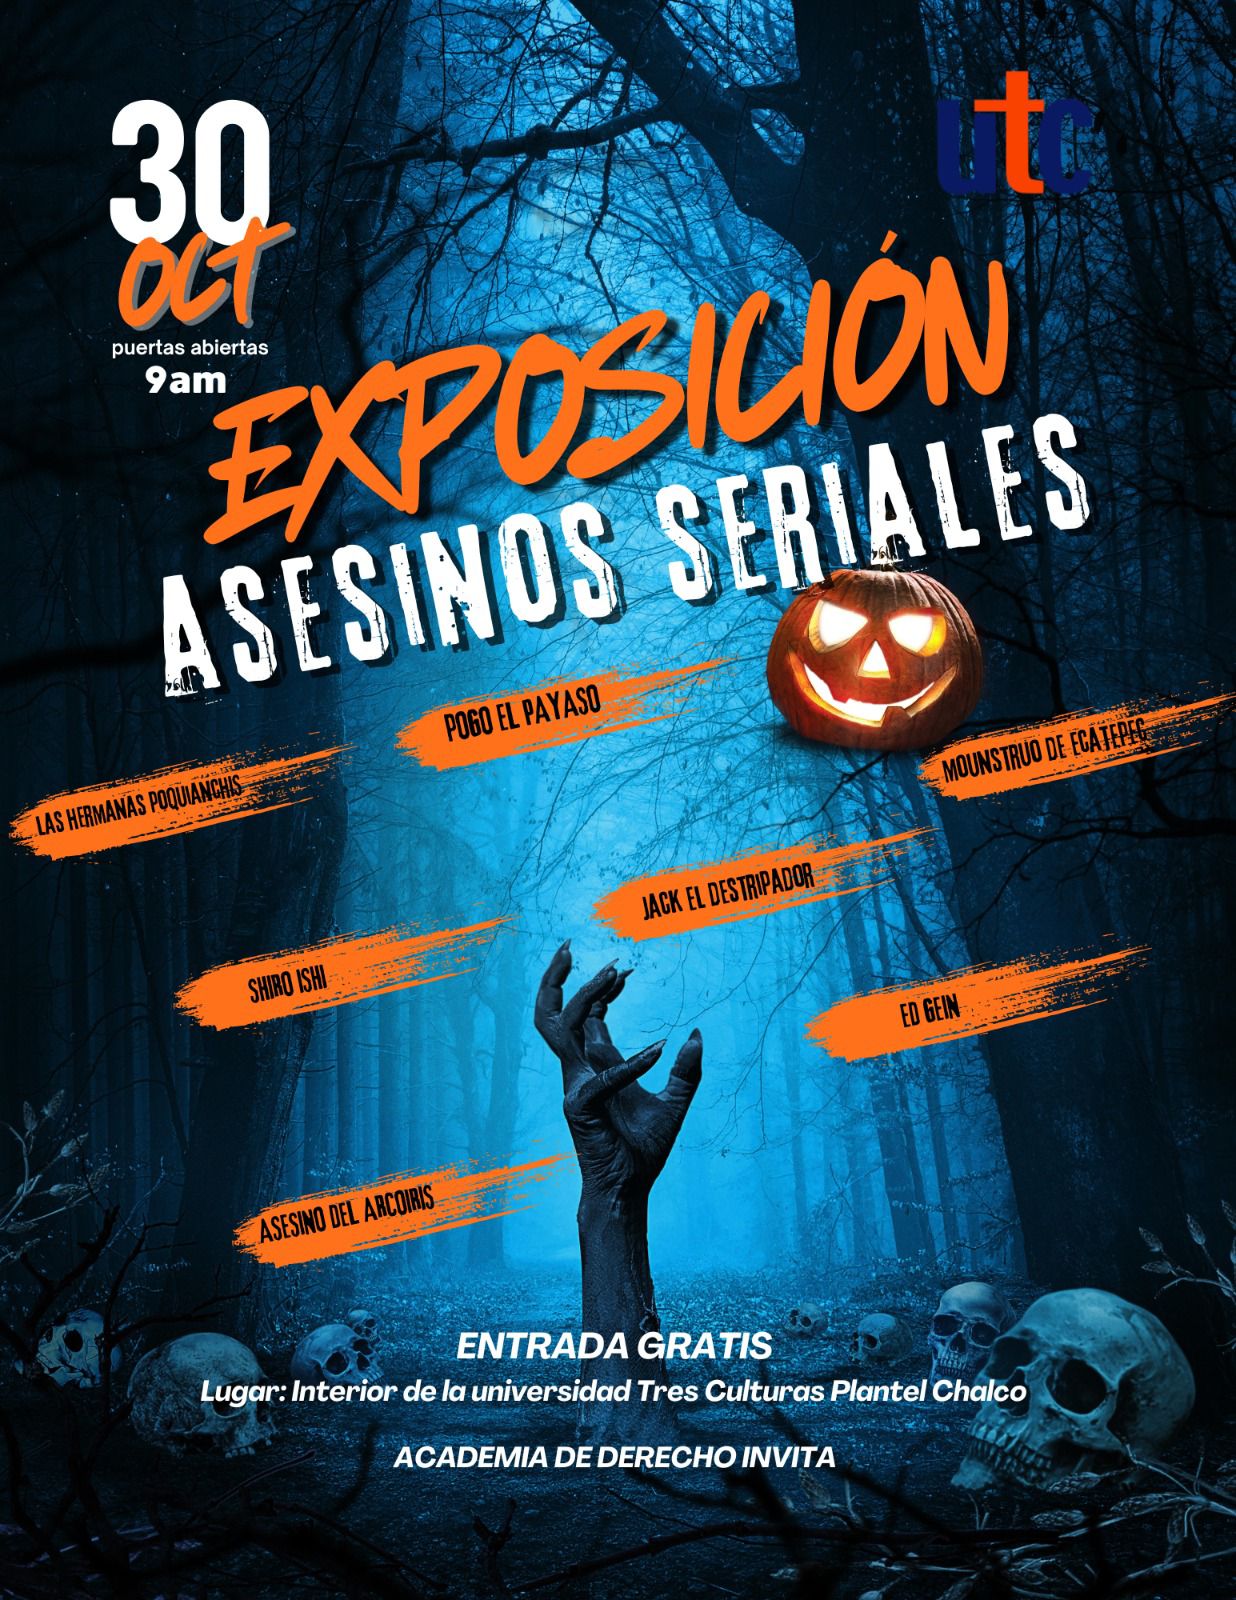 30
OCT
puertas abiertas
9am
utc
EXPOSICIÓN
ASESINOS SERIALES
POGO EL PAYASO
MOUNSTRUO DE ECATEPEC
LAS HERMANAS POQUIANCHIS
JACK EL DESTRIPADOR
SHIRO ISHI
ED GEIN
ASESINO DEL ARCOIRIS
ENTRADA GRATIS
Lugar: Interior de la universidad Tres Culturas Plantel Chalco
ACADEMIA DE DERECHO INVITA